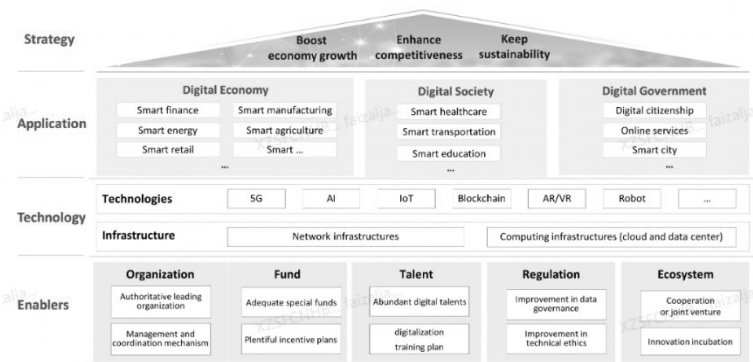 Strategy
Boost economy growth
Enhance competitiveness
Keep sustainability
Application
Digital Economy
Smart finance
Smart manufacturing
Smart energy
Smart agriculture
Smart retail
Smart ...
...
Digital Society
Smart healthcare
Smart transportation
Smart education
...
Digital Government
Digital citizenship
Online services
Smart city
...
Technology
Technologies
5G
AI
IoT
Blockchain
AR/VR
Robot
...
Infrastructure
Network infrastructures
Computing infrastructures (cloud and data center)
Enablers
Organization
Authoritative leading
organization
Management and
coordination mechanism
Fund
Adequate special funds
Plentiful incentive plans
Talent
Abundant digital talents
digitalization
training plan
Regulation
Improvement in data
governance
Improvement in
technical ethics
Ecosystem
Cooperation
or joint venture
Innovation incubation